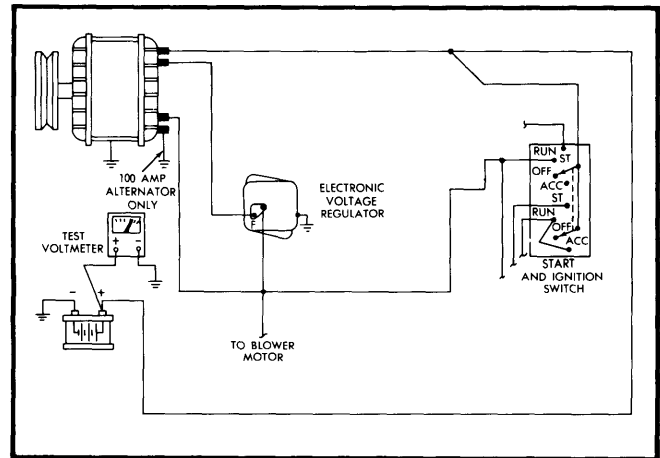 100 AMP
ALTERNATOR
ONLY
TEST
VOLTMETER
+ -
- +
F
ELECTRONIC
VOLTAGE
REGULATOR
TO BLOWER
MOTOR
RUN
ST
OFF
ACC
ST
RUN
OFF
ACC
START
AND IGNITION
SWITCH